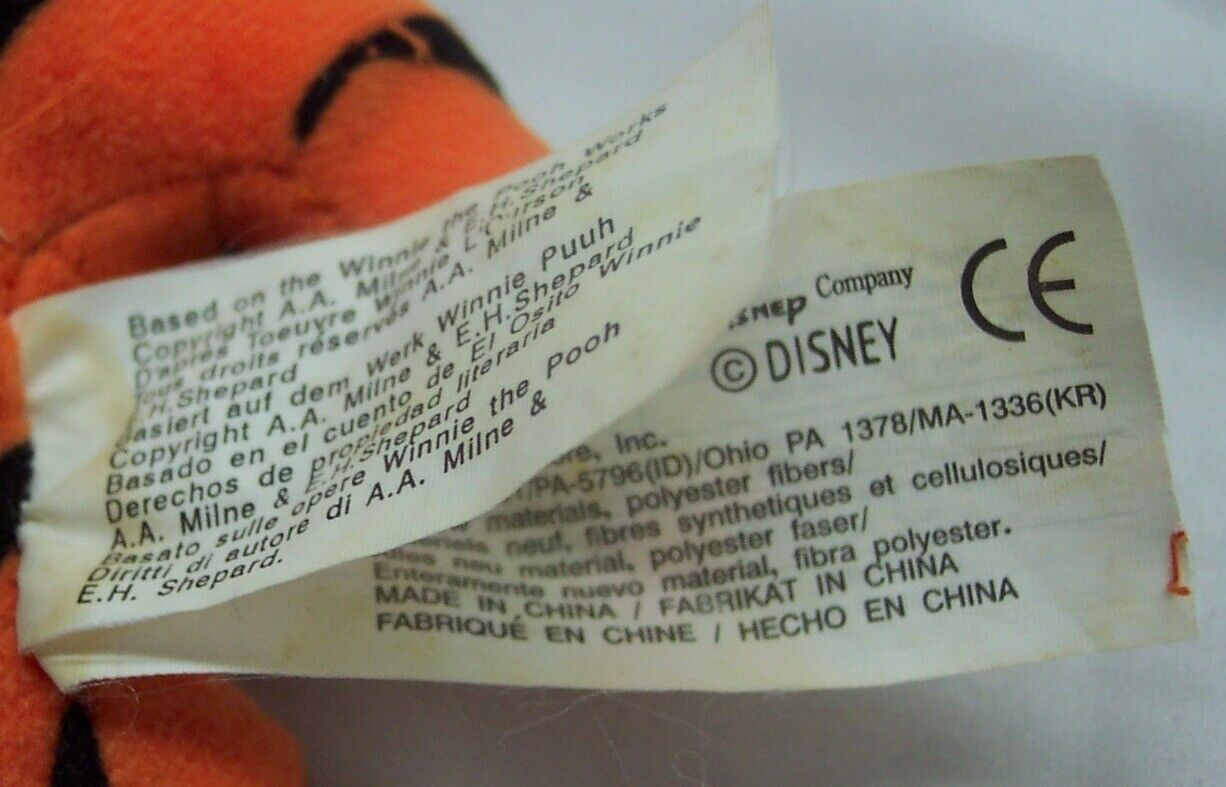 Based on the Winnie the Pooh Works
Copyright A.A. Milne & E.H. Shepard
D'après l'oeuvre Winnie L'Ourson
Tous droits réservés A.A. Milne &
E.H. Shepard
Basiert auf dem Werk Winnie Puuh
Copyright A.A. Milne & E.H. Shepard
Basado en el cuento de El Osito Winnie
Derechos de propiedad literaria
A.A. Milne & E.H. Shepard
Basato sulle opere Winnie the Pooh
Diritti di autore di A.A. Milne &
E.H. Shepard.
Company
CE
© DISNEY
Inc.
PA-5796(ID)/Ohio PA 1378/MA-1336(KR)
materials, polyester fibers/
neuf, fibres synthetiques et cellulosiques/
neu material, polyester faser/
Enteramente nuevo material, fibra polyester.
MADE IN CHINA / FABRIKAT IN CHINA
FABRIQUÉ EN CHINE / HECHO EN CHINA